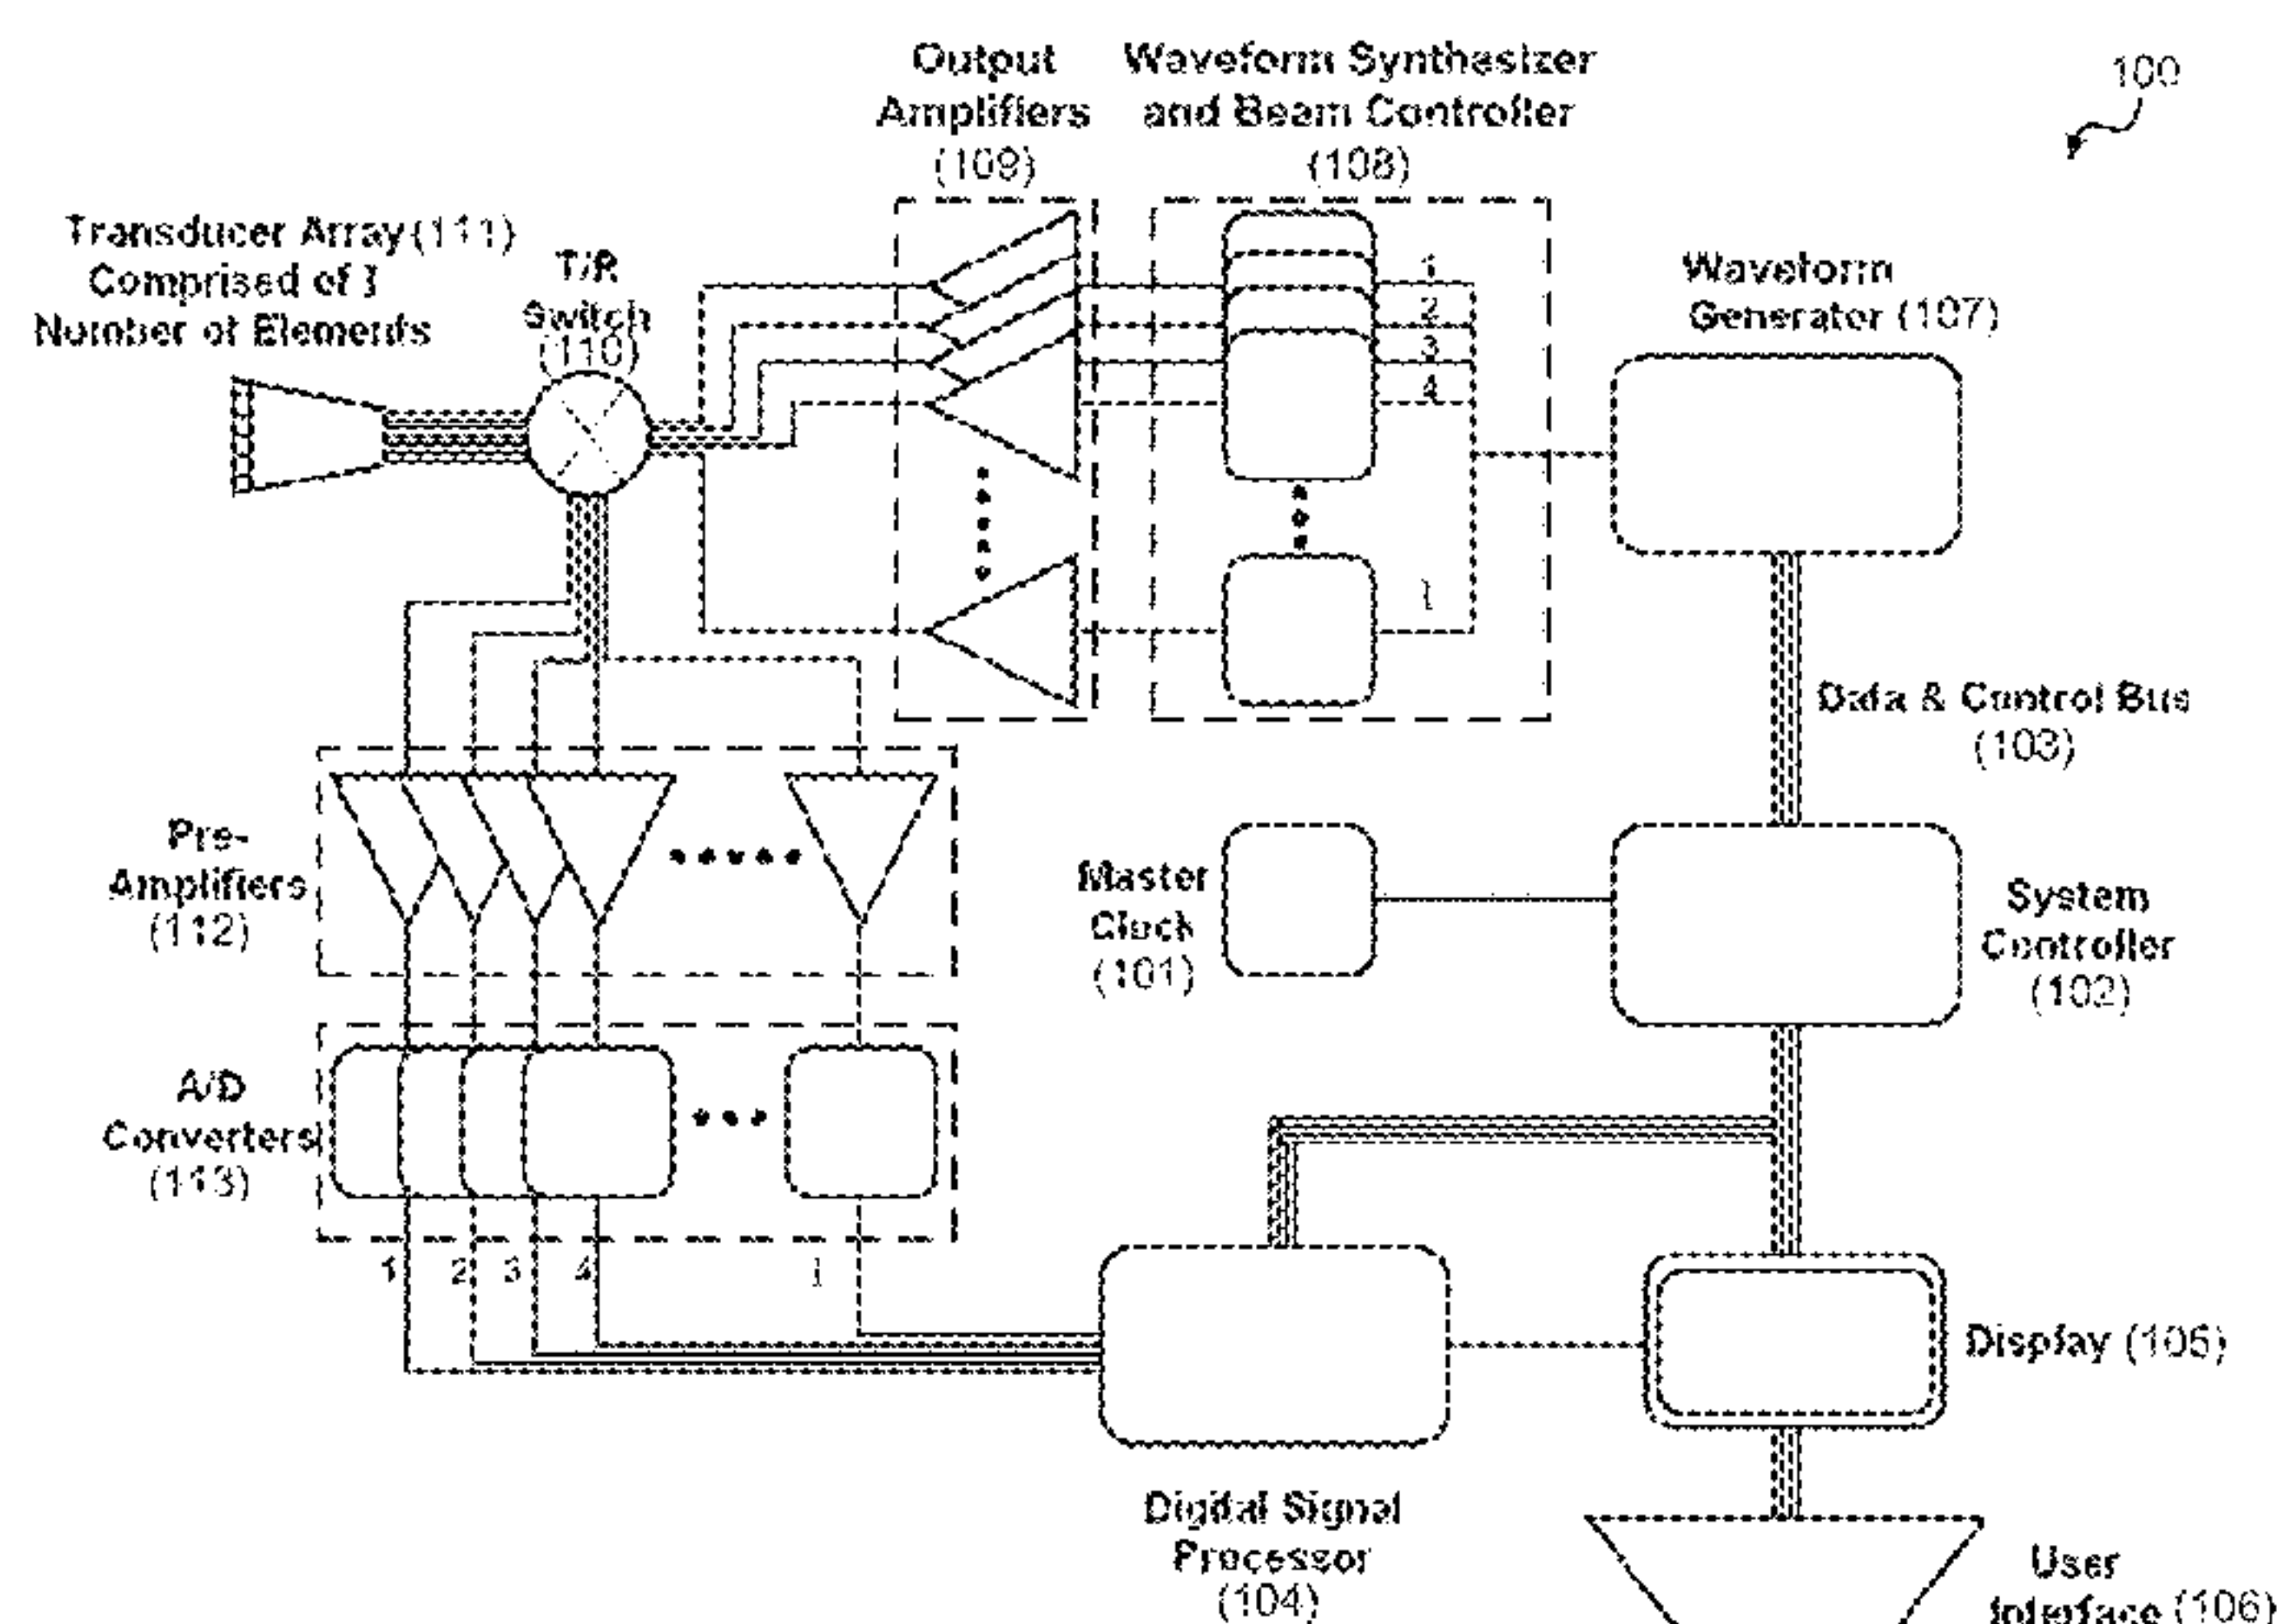 Output
Amplifiers
(109)
Waveform Synthesizer
and Beam Controller
(108)
100
Transducer Array (111)
Comprised of I
Number of Elements
T/R
Switch
(110)
1
2
3
4
I
Waveform
Generator (107)
Data & Control Bus
(103)
Pre-
Amplifiers
(112)
Master
Clock
(101)
System
Controller
(102)
A/D
Converters
(113)
1
2
3
4
I
Display (105)
Digital Signal
Processor
(104)
User
Interface (106)